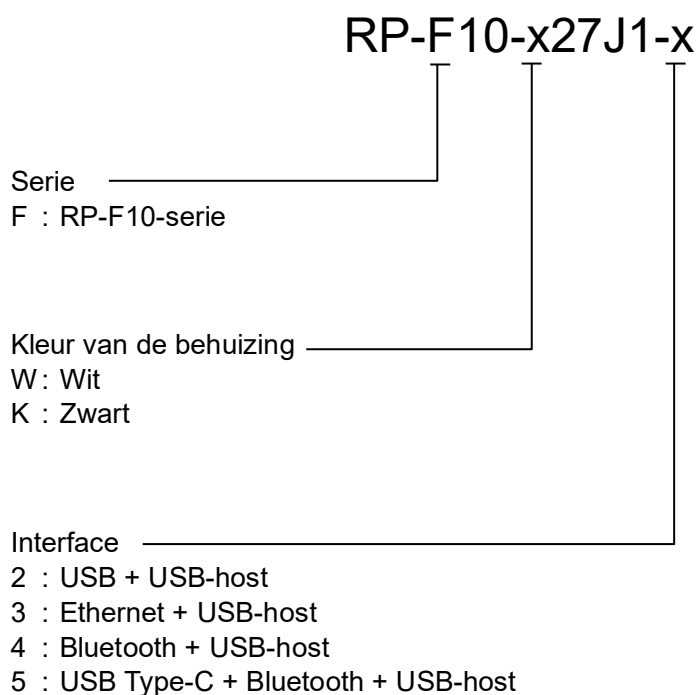 RP-F10-x27J1-x
Serie
F : RP-F10-serie
Kleur van de behuizing
W : Wit
K : Zwart
Interface
2 : USB + USB-host
3 : Ethernet + USB-host
4 : Bluetooth + USB-host
5 : USB Type-C + Bluetooth + USB-host